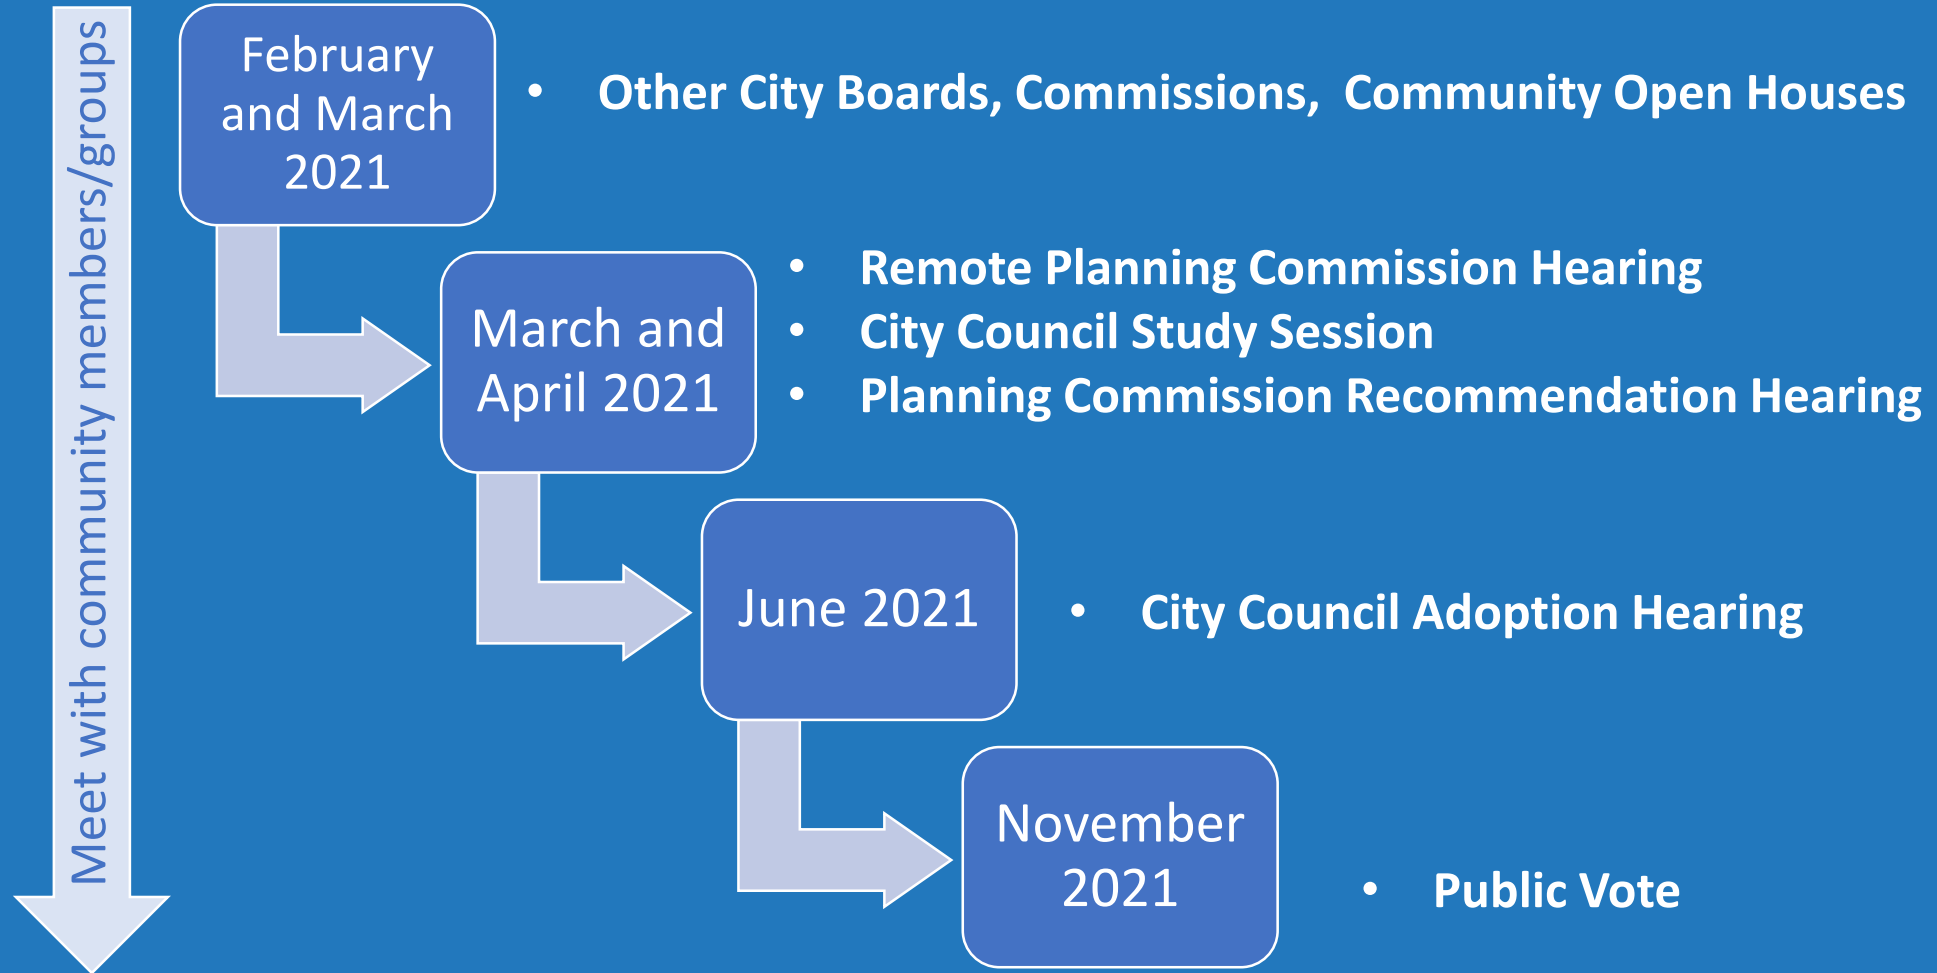 Meet with community members/groups
February
and March
2021
• Other City Boards, Commissions, Community Open Houses
March and
April 2021
• Remote Planning Commission Hearing
• City Council Study Session
• Planning Commission Recommendation Hearing
June 2021
• City Council Adoption Hearing
November
2021
• Public Vote